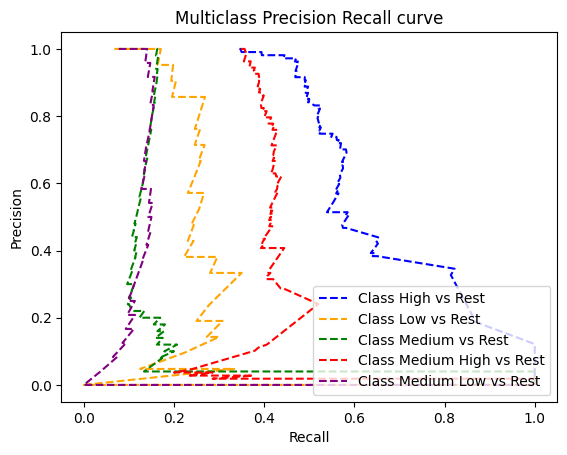 Multiclass Precision Recall curve
1.0
0.8
0.6
0.4
0.2
0.0
Precision
Class High vs Rest
Class Low vs Rest
Class Medium vs Rest
Class Medium High vs Rest
Class Medium Low vs Rest
0.0 0.2 0.4 0.6 0.8 1.0
Recall